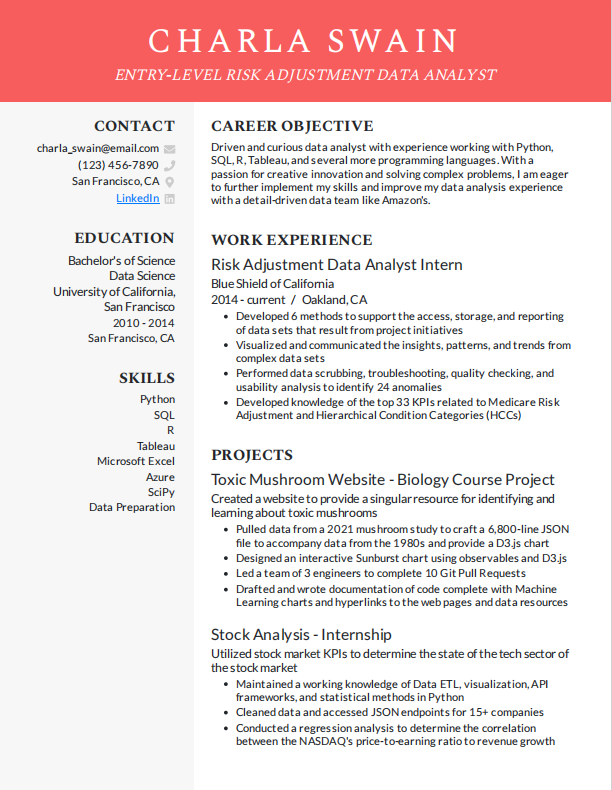 CHARLA SWAIN
ENTRY-LEVEL RISK ADJUSTMENT DATA ANALYST
CONTACT
charla_swain@email.com
(123) 456-7890
San Francisco, CA
LinkedIn
EDUCATION
Bachelor's of Science
Data Science
University of California,
San Francisco
2010 - 2014
San Francisco, CA
SKILLS
Python
SQL
R
Tableau
Microsoft Excel
Azure
SciPy
Data Preparation
CAREER OBJECTIVE
Driven and curious data analyst with experience working with Python,
SQL, R, Tableau, and several more programming languages. With a
passion for creative innovation and solving complex problems, I am eager
to further implement my skills and improve my data analysis experience
with a detail-driven data team like Amazon's.
WORK EXPERIENCE
Risk Adjustment Data Analyst Intern
Blue Shield of California
2014 - current / Oakland, CA
• Developed 6 methods to support the access, storage, and reporting
of data sets that result from project initiatives
• Visualized and communicated the insights, patterns, and trends from
complex data sets
• Performed data scrubbing, troubleshooting, quality checking, and
usability analysis to identify 24 anomalies
• Developed knowledge of the top 33 KPIs related to Medicare Risk
Adjustment and Hierarchical Condition Categories (HCCs)
PROJECTS
Toxic Mushroom Website - Biology Course Project
Created a website to provide a singular resource for identifying and
learning about toxic mushrooms
• Pulled data from a 2021 mushroom study to craft a 6,800-line JSON
file to accompany data from the 1980s and provide a D3.js chart
• Designed an interactive Sunburst chart using observables and D3.js
• Led a team of 3 engineers to complete 10 Git Pull Requests
• Drafted and wrote documentation of code complete with Machine
Learning charts and hyperlinks to the web pages and data resources
Stock Analysis - Internship
Utilized stock market KPIs to determine the state of the tech sector of
the stock market
• Maintained a working knowledge of Data ETL, visualization, API
frameworks, and statistical methods in Python
• Cleaned data and accessed JSON endpoints for 15+ companies
• Conducted a regression analysis to determine the correlation
between the NASDAQ's price-to-earning ratio to revenue growth